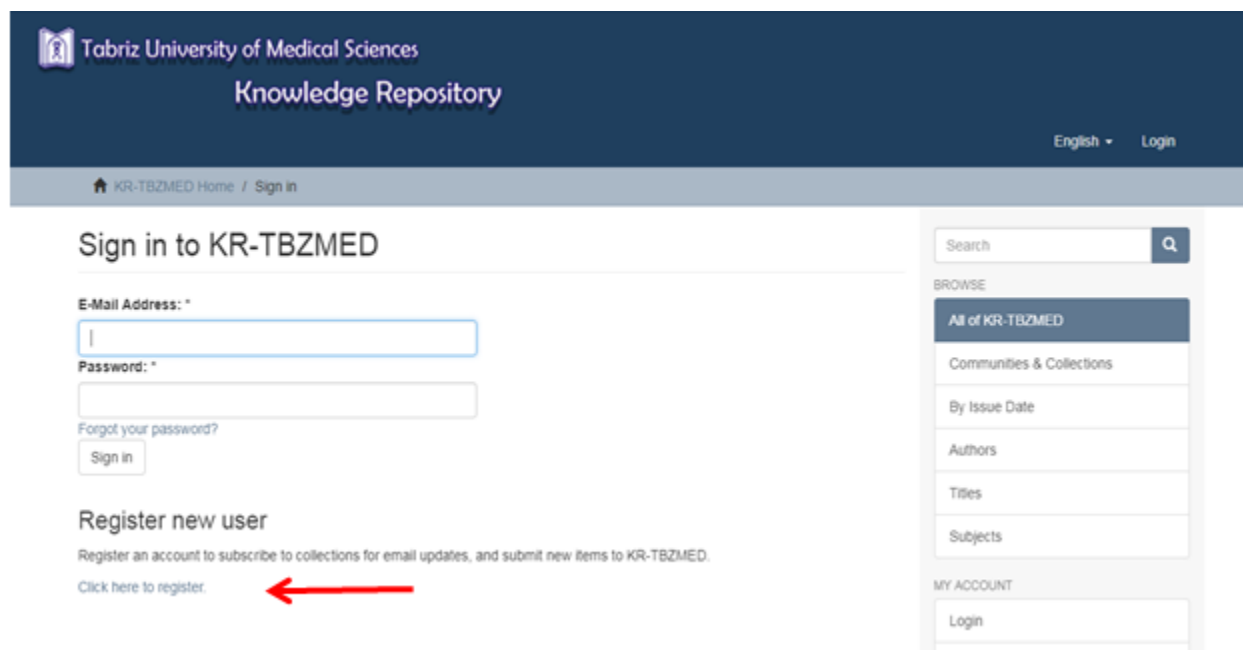 Tabriz University of Medical Sciences
Knowledge Repository
English
Login
KR-TBZMED Home / Sign in
Sign in to KR-TBZMED
E-Mail Address: *
Password: *
Forgot your password?
Sign in
Register new user
Register an account to subscribe to collections for email updates, and submit new items to KR-TBZMED.
Click here to register.
Search
BROWSE
All of KR-TBZMED
Communities & Collections
By Issue Date
Authors
Titles
Subjects
MY ACCOUNT
Login